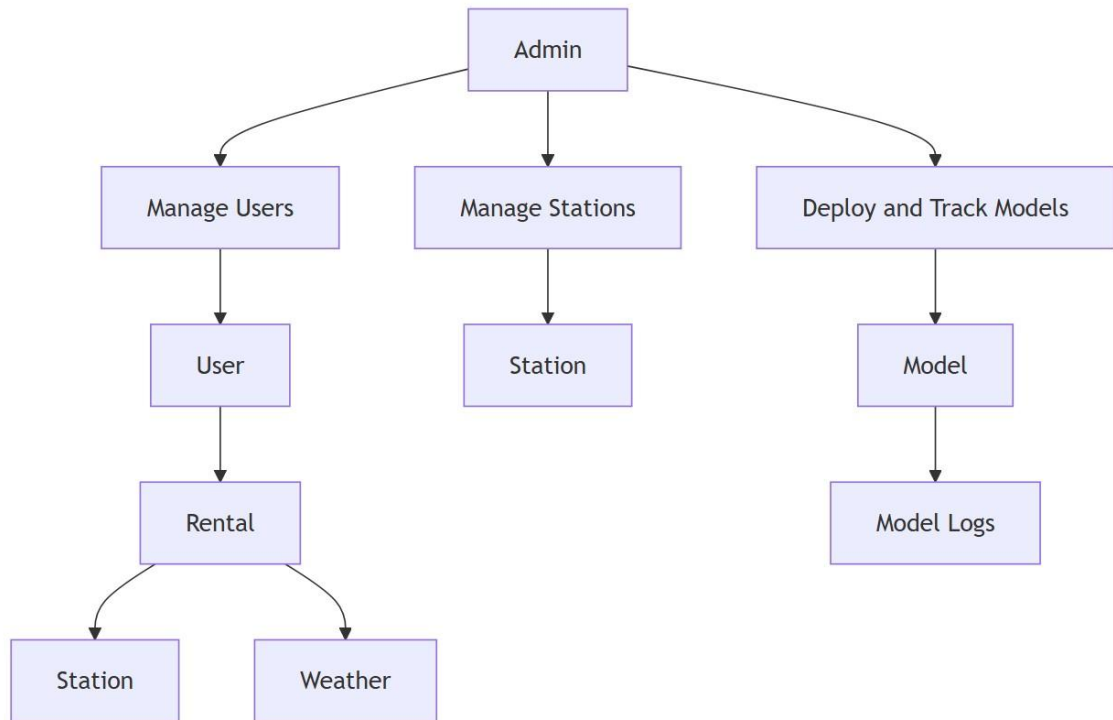 Admin
Manage Users
Manage Stations
Deploy and Track Models
User
Station
Model
Rental
Model Logs
Station
Weather